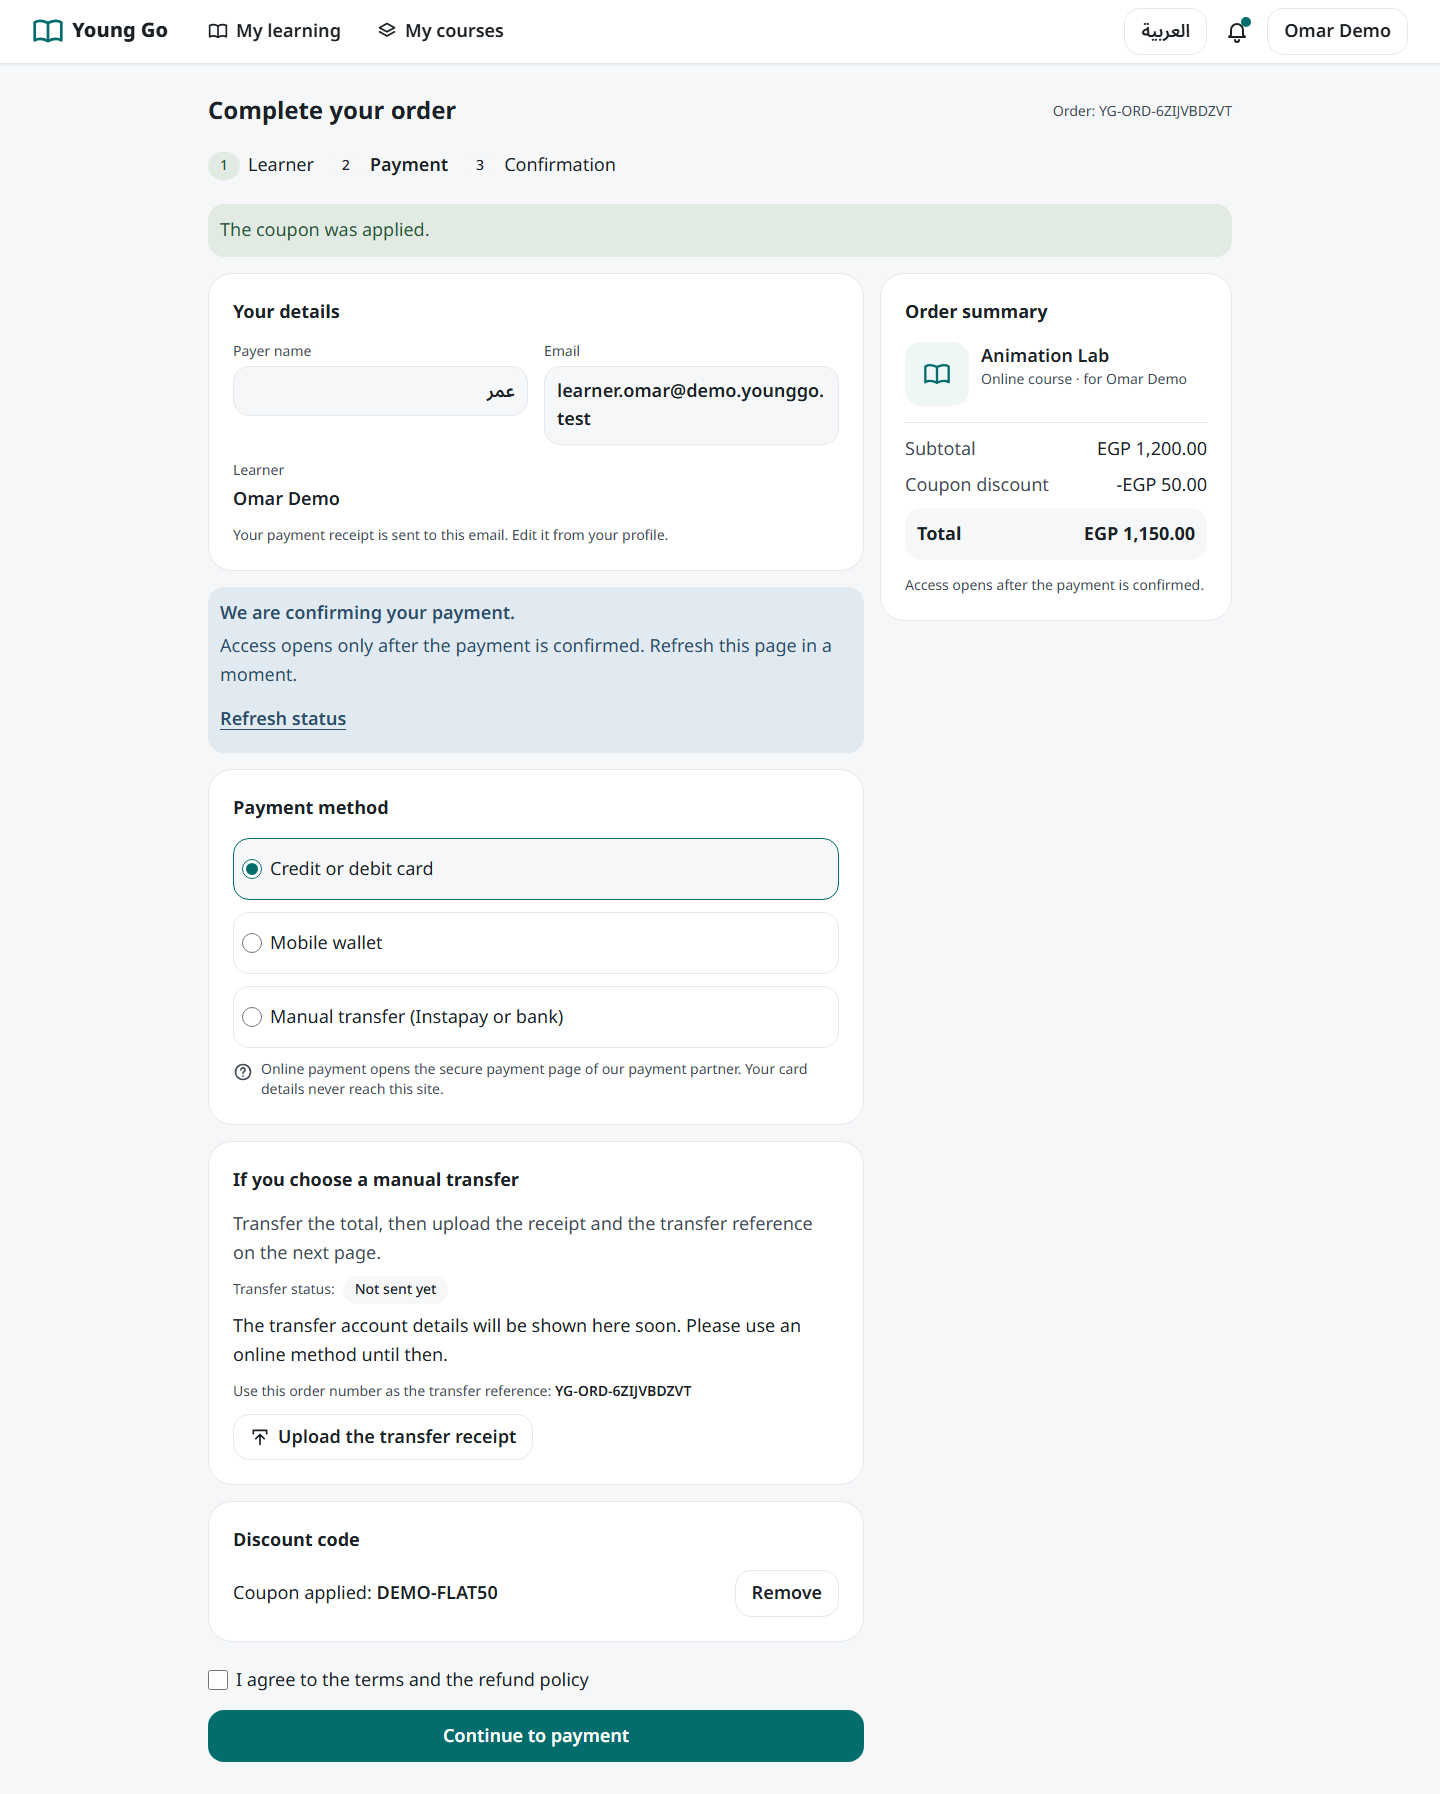 Young Go
My learning
My courses
العربية
Omar Demo
Complete your order
Order: YG-ORD-6ZIJVBDZVT
1 Learner 2 Payment 3 Confirmation
The coupon was applied.
Your details
Payer name
عمر
Email
learner.omar@demo.younggo.
test
Learner
Omar Demo
Your payment receipt is sent to this email. Edit it from your profile.
We are confirming your payment.
Access opens only after the payment is confirmed. Refresh this page in a
moment.
Refresh status
Payment method
Credit or debit card
Mobile wallet
Manual transfer (Instapay or bank)
Online payment opens the secure payment page of our payment partner. Your card
details never reach this site.
If you choose a manual transfer
Transfer the total, then upload the receipt and the transfer reference
on the next page.
Transfer status: Not sent yet
The transfer account details will be shown here soon. Please use an
online method until then.
Use this order number as the transfer reference: YG-ORD-6ZIJVBDZVT
Upload the transfer receipt
Discount code
Coupon applied: DEMO-FLAT50
Remove
I agree to the terms and the refund policy
Continue to payment
Order summary
Animation Lab
Online course · for Omar Demo
Subtotal EGP 1,200.00
Coupon discount -EGP 50.00
Total EGP 1,150.00
Access opens after the payment is confirmed.